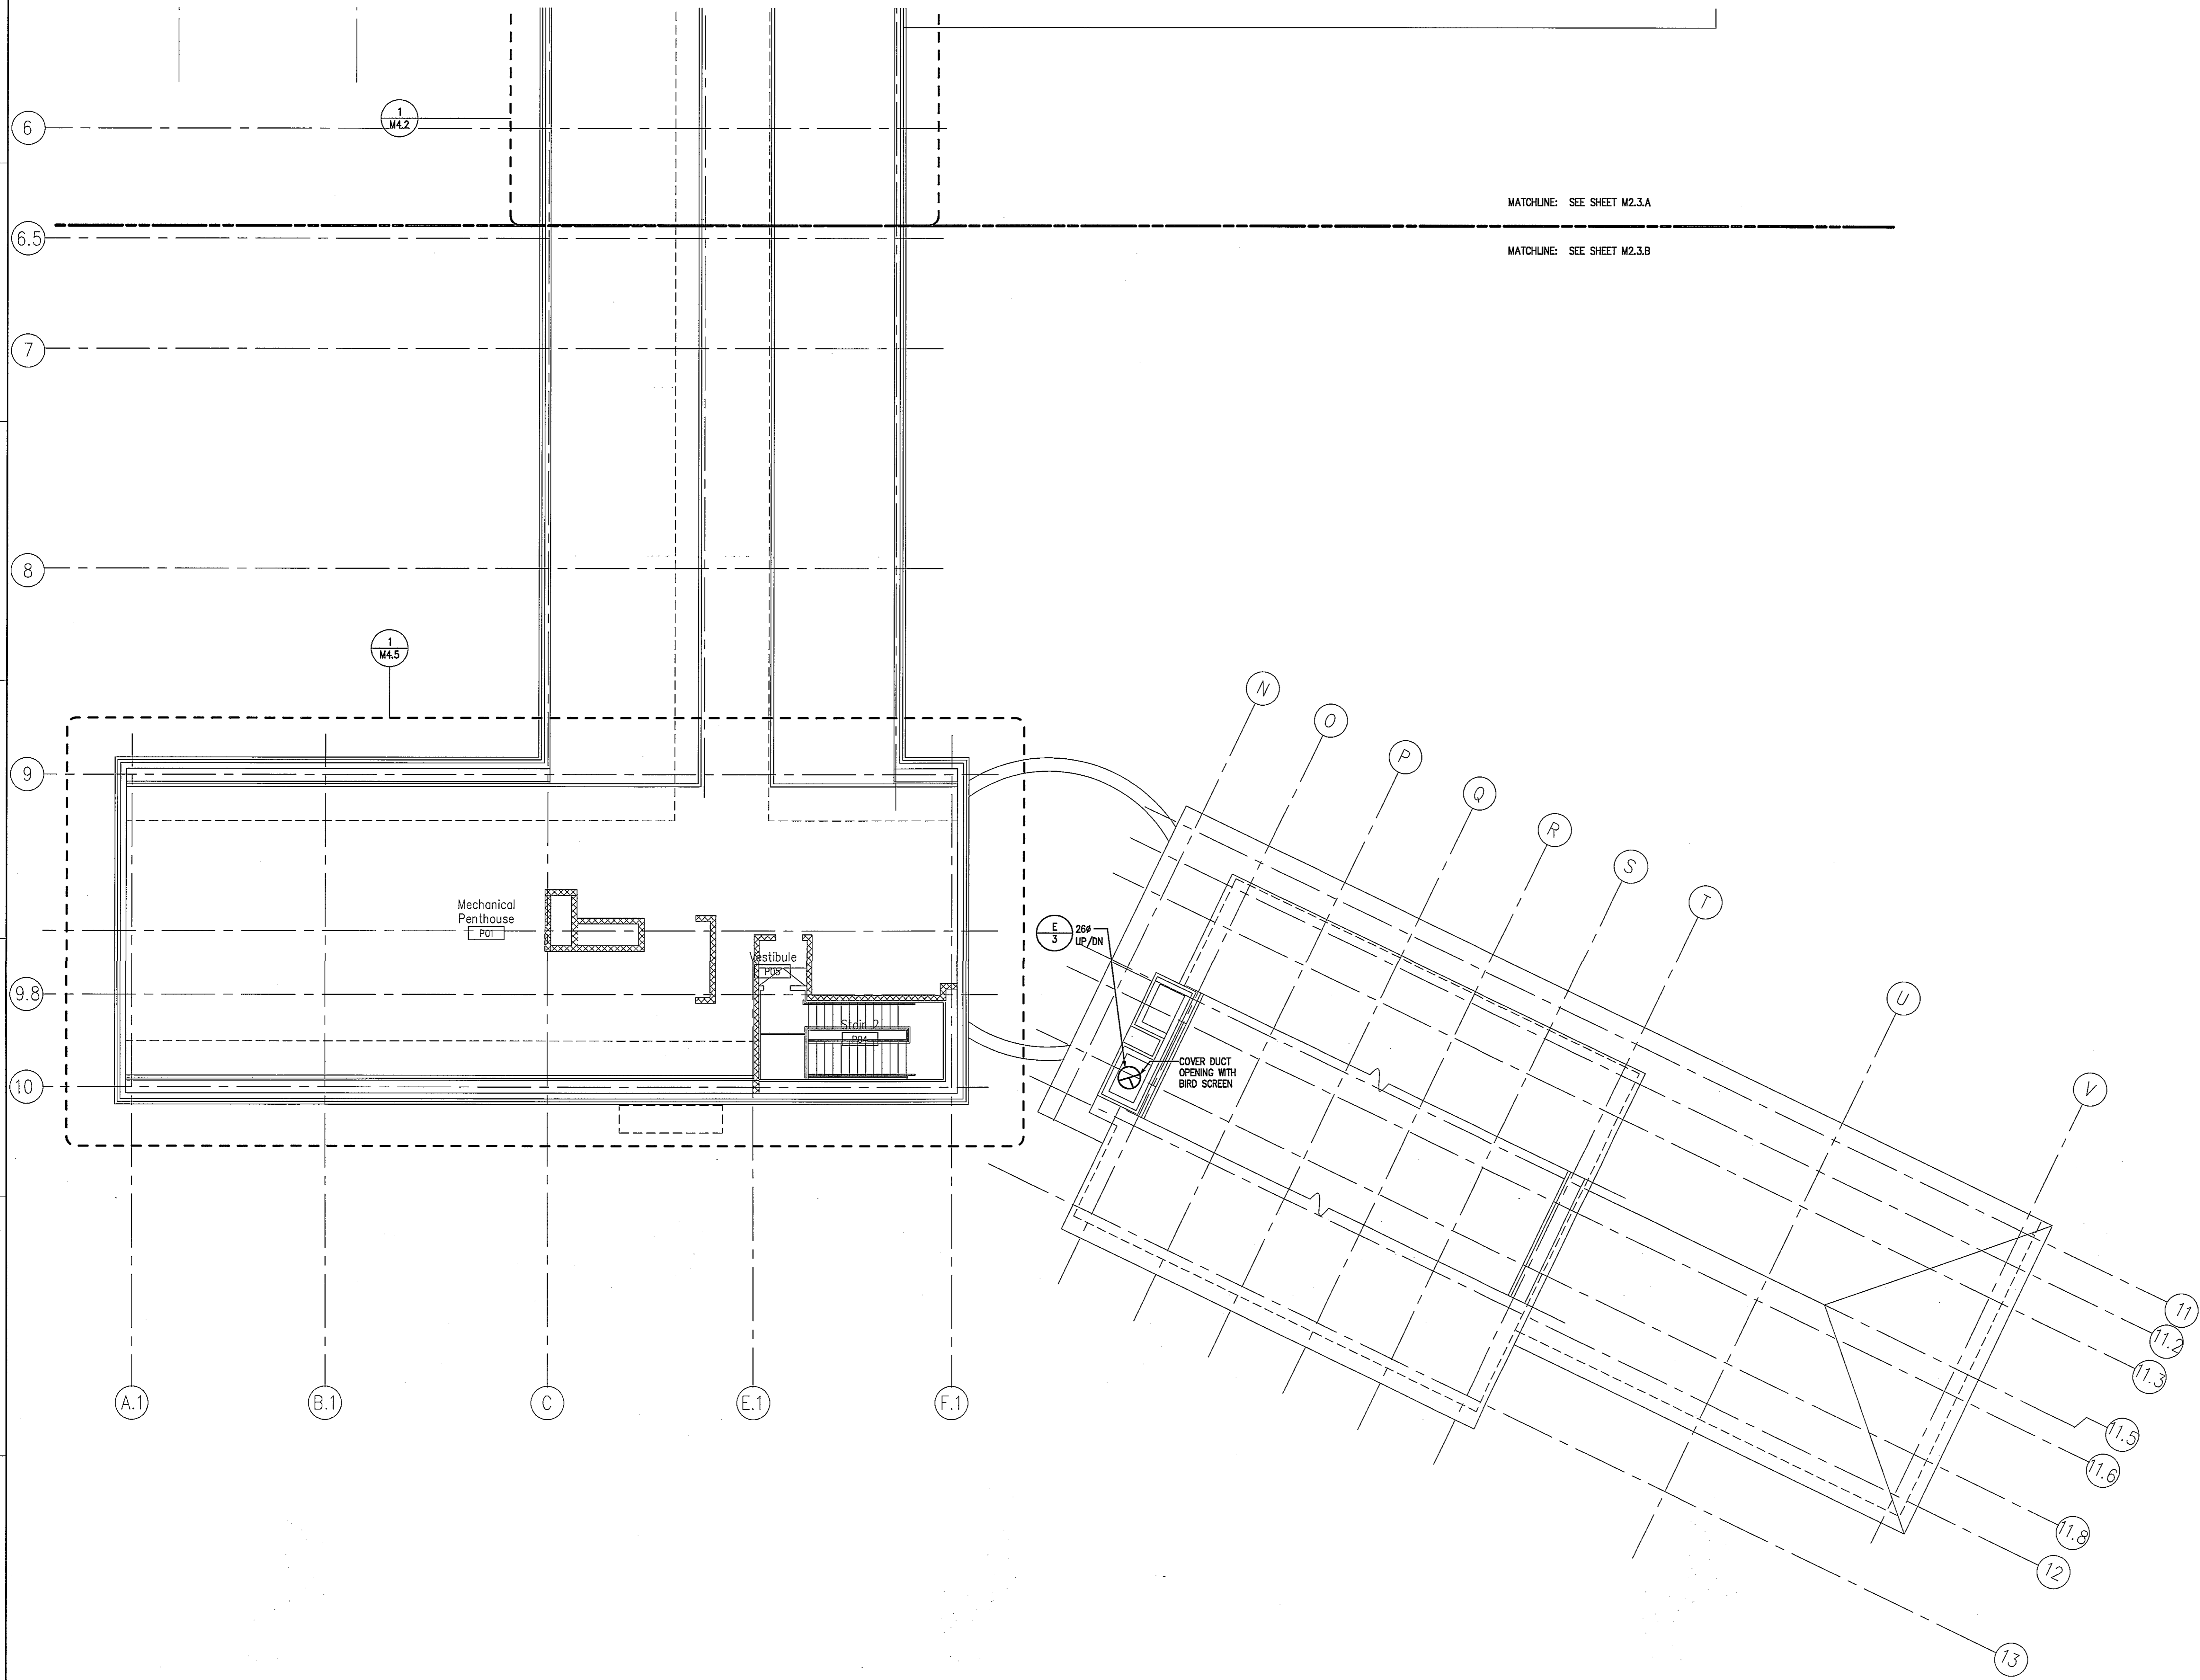 6
1
M4.2
MATCHLINE: SEE SHEET M2.3.A
6.5
MATCHLINE: SEE SHEET M2.3.B
7
8
1
M4.5
N
O
P
Q
R
S
T
U
V
9
Mechanical
Penthouse
P01
E
3
26ø
UP/DN
Vestibule
P05
9.8
Stair 2
P04
COVER DUCT
OPENING WITH
BIRD SCREEN
10
A.1
B.1
C
E.1
F.1
11
11.2
11.3
11.5
11.6
11.8
12
13